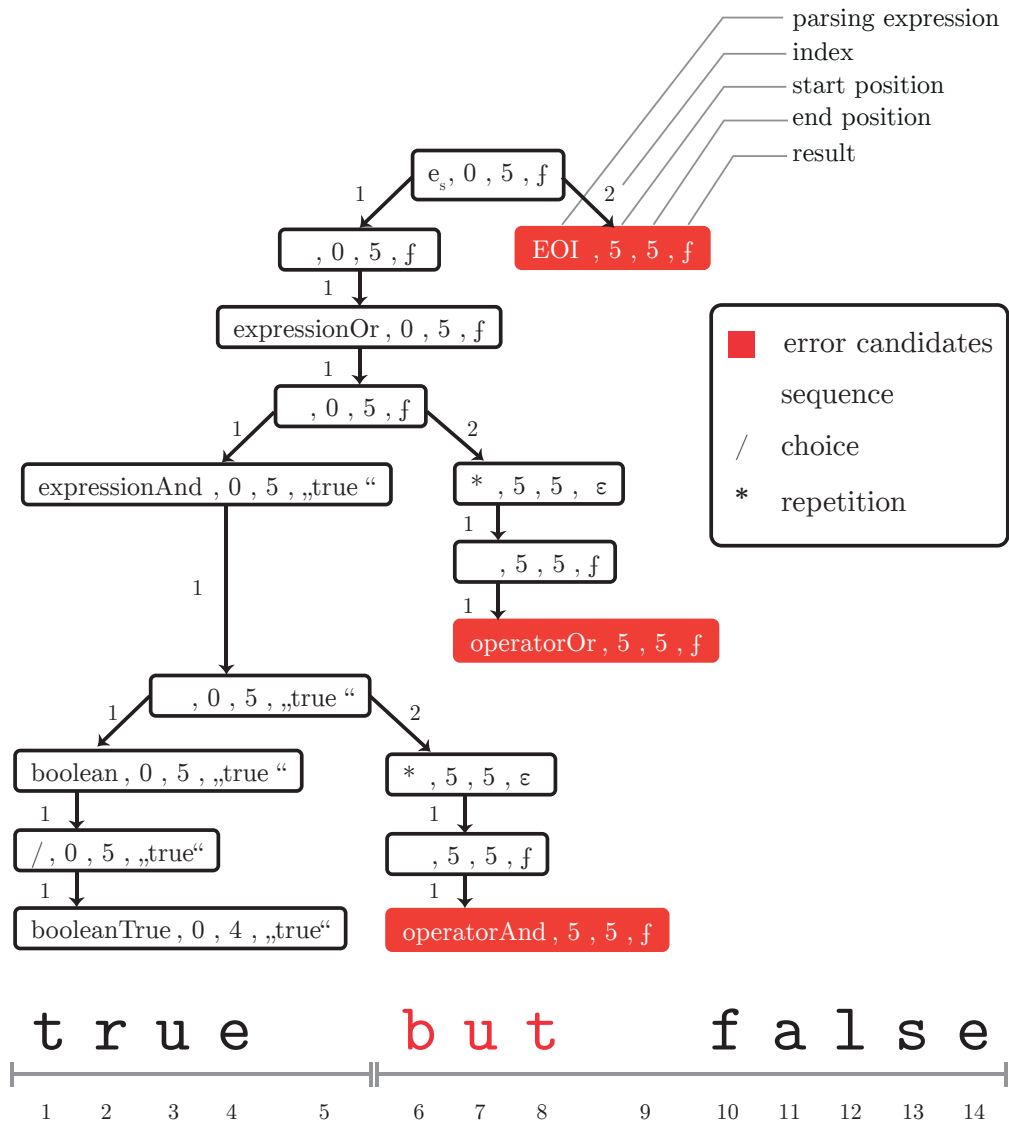 parsing expression
index
start position
end position
result
e_s, 0 , 5 , ƒ
1
2
, 0 , 5 , ƒ
EOI , 5 , 5 , ƒ
1
expressionOr , 0 , 5 , ƒ
1
, 0 , 5 , ƒ
1
2
expressionAnd , 0 , 5 , „true “
* , 5 , 5 , ε
1
, 5 , 5 , ƒ
1
1
operatorOr , 5 , 5 , ƒ
, 0 , 5 , „true “
1
2
boolean , 0 , 5 , „true “
* , 5 , 5 , ε
1
1
/ , 0 , 5 , „true“
, 5 , 5 , ƒ
1
1
booleanTrue , 0 , 4 , „true“
operatorAnd , 5 , 5 , ƒ
error candidates
sequence
/ choice
* repetition
true but false
1 2 3 4 5 6 7 8 9 10 11 12 13 14